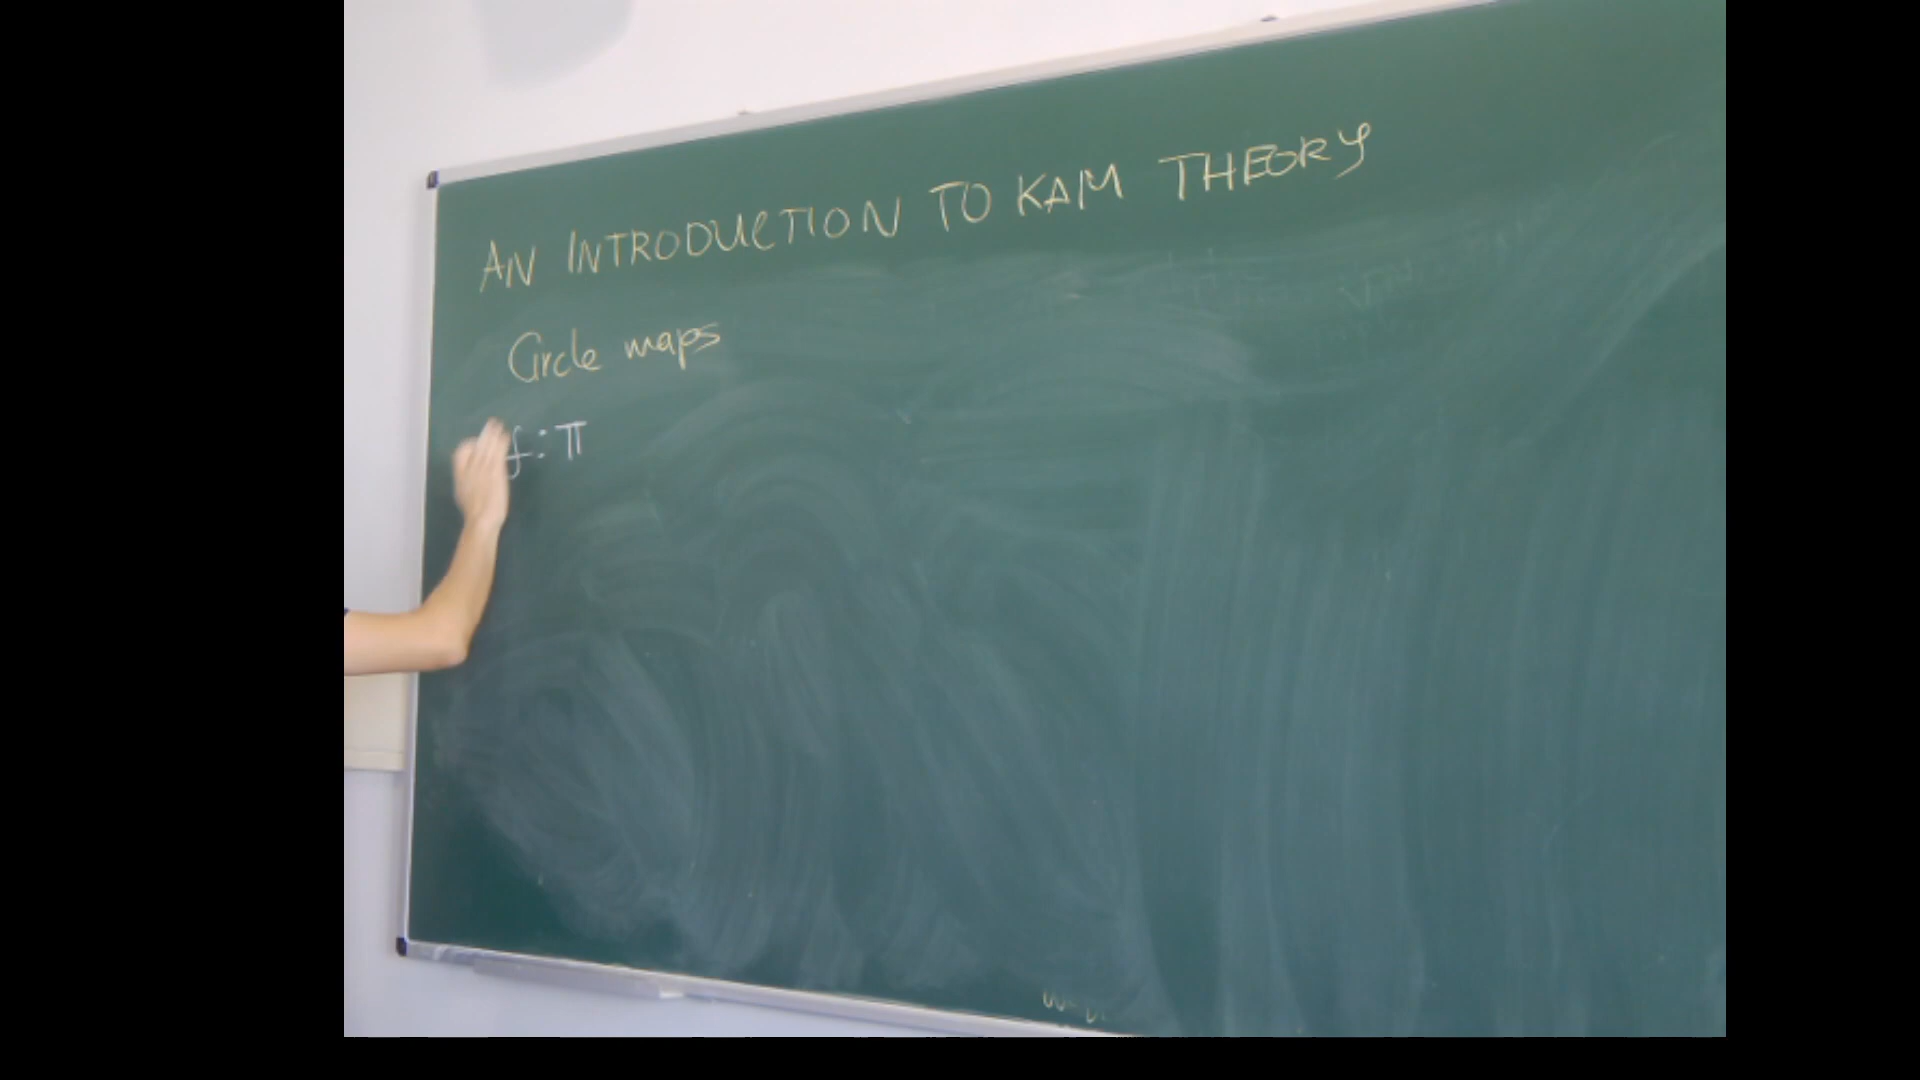 AN INTRODUCTION TO KAM THEORY
Circle maps
f: π